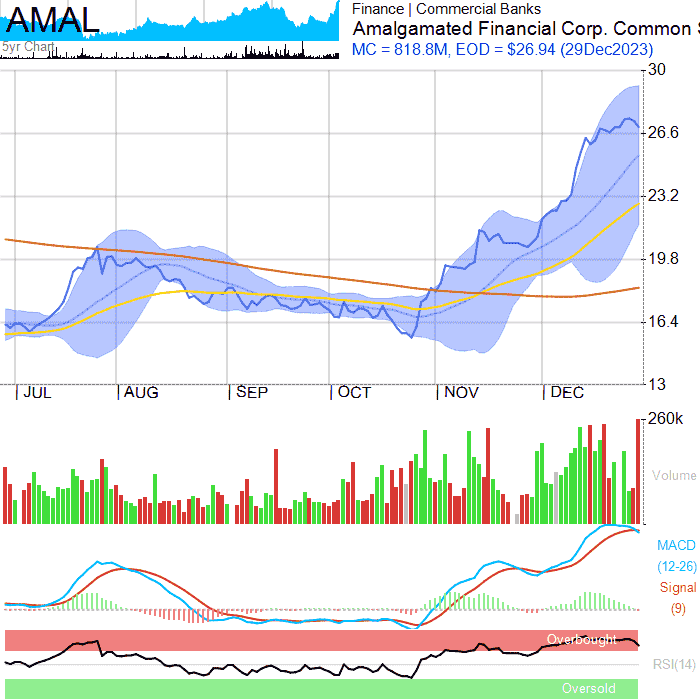 AMAL
5yr Chart
Finance | Commercial Banks
Amalgamated Financial Corp. Common S
MC = 818.8M, EOD = $26.94 (29Dec2023)
30
26.6
23.2
19.8
16.4
13
JUL AUG SEP OCT NOV DEC
260k
Volume
MACD
(12-26)
Signal
(9)
Overbought
RSI(14)
Oversold